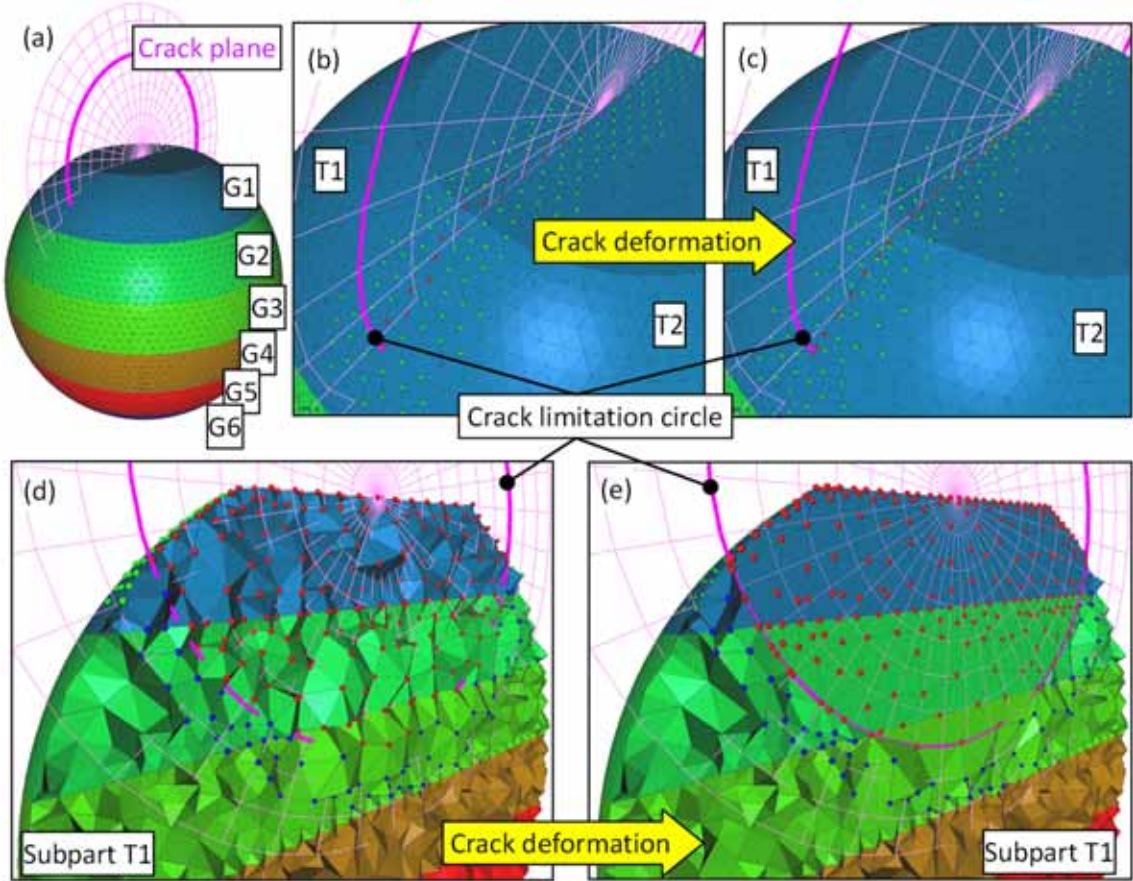 (a)
Crack plane
G1
G2
G3
G4
G5
G6
(b)
T1
T2
(c)
T1
T2
Crack deformation
Crack limitation circle
(d)
Subpart T1
(e)
Crack deformation
Subpart T1